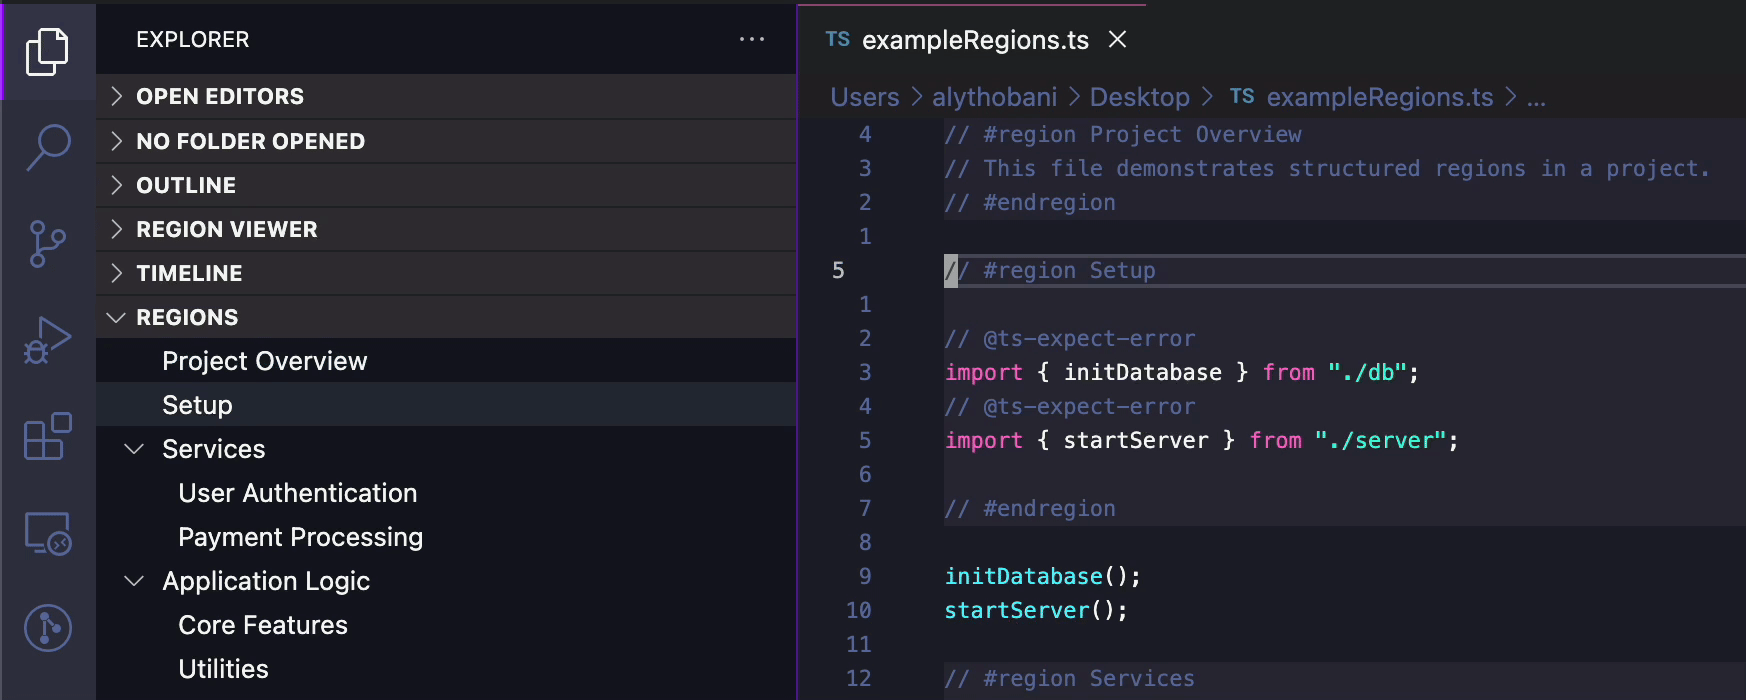 EXPLORER
...
OPEN EDITORS
NO FOLDER OPENED
OUTLINE
REGION VIEWER
TIMELINE
REGIONS
Project Overview
Setup
Services
User Authentication
Payment Processing
Application Logic
Core Features
Utilities
TS exampleRegions.ts
Users > alythobani > Desktop > TS exampleRegions.ts > ...
4 // #region Project Overview
3 // This file demonstrates structured regions in a project.
2 // #endregion
1
5 // #region Setup
1
2 // @ts-expect-error
3 import { initDatabase } from "./db";
4 // @ts-expect-error
5 import { startServer } from "./server";
6
7 // #endregion
8
9 initDatabase();
10 startServer();
11
12 // #region Services